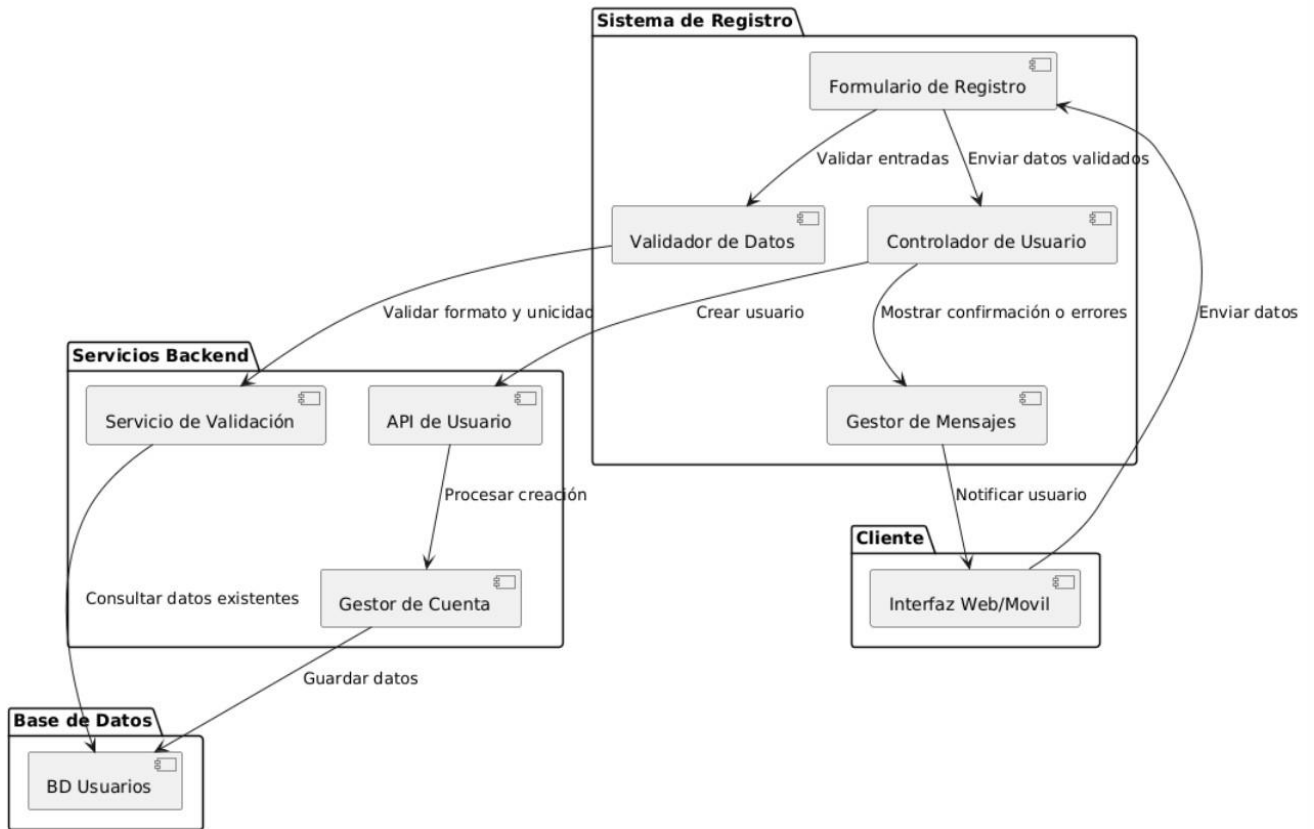 Sistema de Registro
Formulario de Registro
Validar entradas
Enviar datos validados
Validador de Datos
Controlador de Usuario
Validar formato y unicidad
Crear usuario
Mostrar confirmación o errores
Enviar datos
Servicios Backend
Servicio de Validación
API de Usuario
Gestor de Mensajes
Procesar creación
Notificar usuario
Cliente
Consultar datos existentes
Gestor de Cuenta
Interfaz Web/Movil
Guardar datos
Base de Datos
BD Usuarios